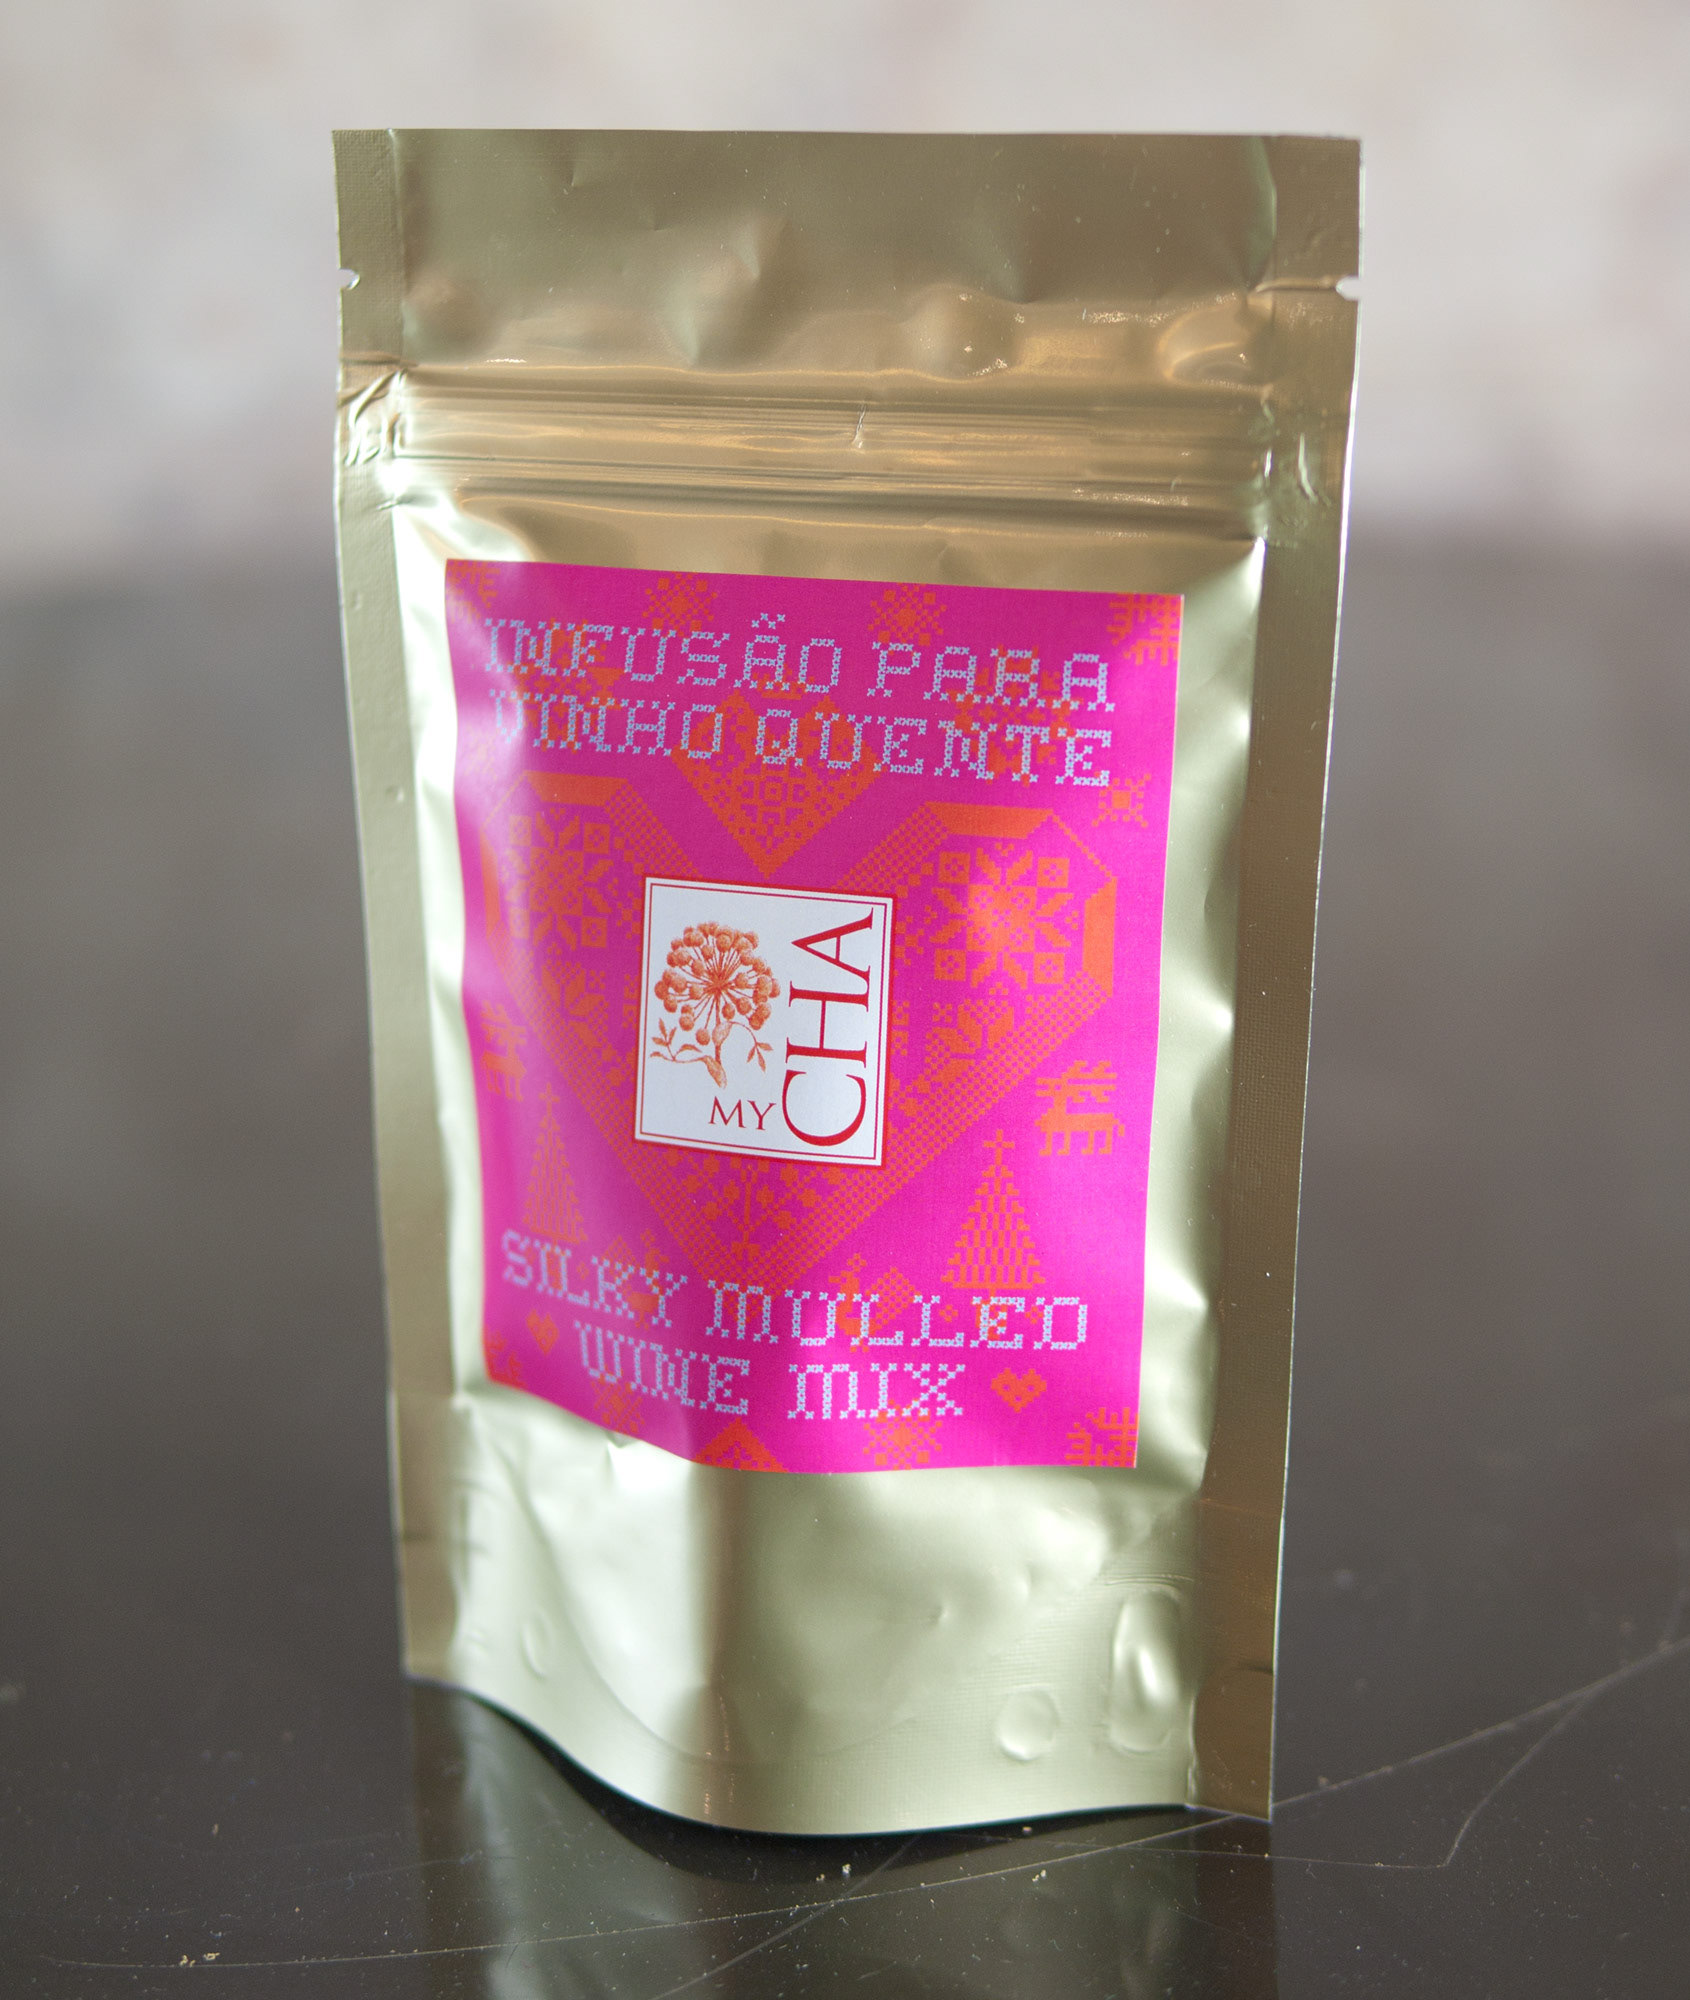 INFUSÃO PARA
VINHO QUENTE
MY CHA
SILKY MULLED
WINE MIX